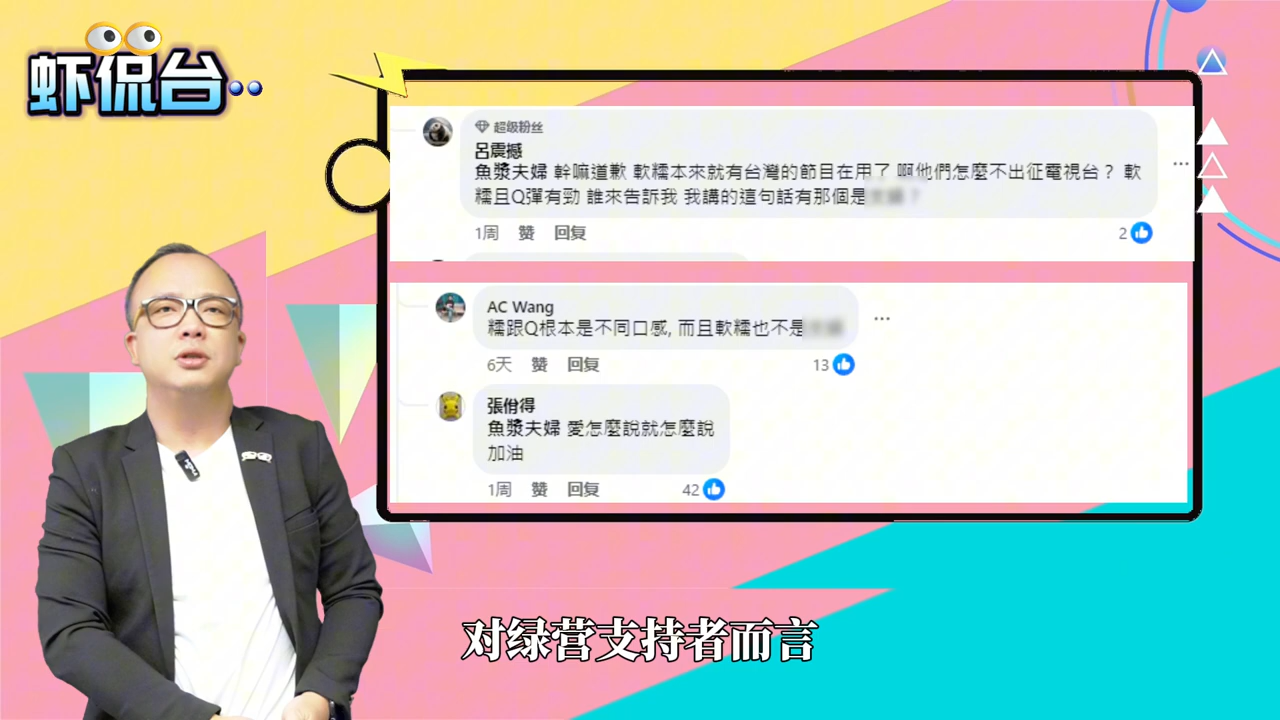 虾侃台
超級粉丝
呂震撼
魚漿夫婦 幹嘛道歉 軟糯本來就有台灣的節目在用了 啊他們怎麼不出征電視台？ 軟
糯且Q彈有勁 誰來告訴我 我講的這句話有那個是
1周 赞 回复
2
AC Wang
糯跟Q根本是不同口感, 而且軟糯也不是
6天 赞 回复
13
張佾得
魚漿夫婦 愛怎麼說就怎麼說
加油
1周 赞 回复
42
对绿营支持者而言